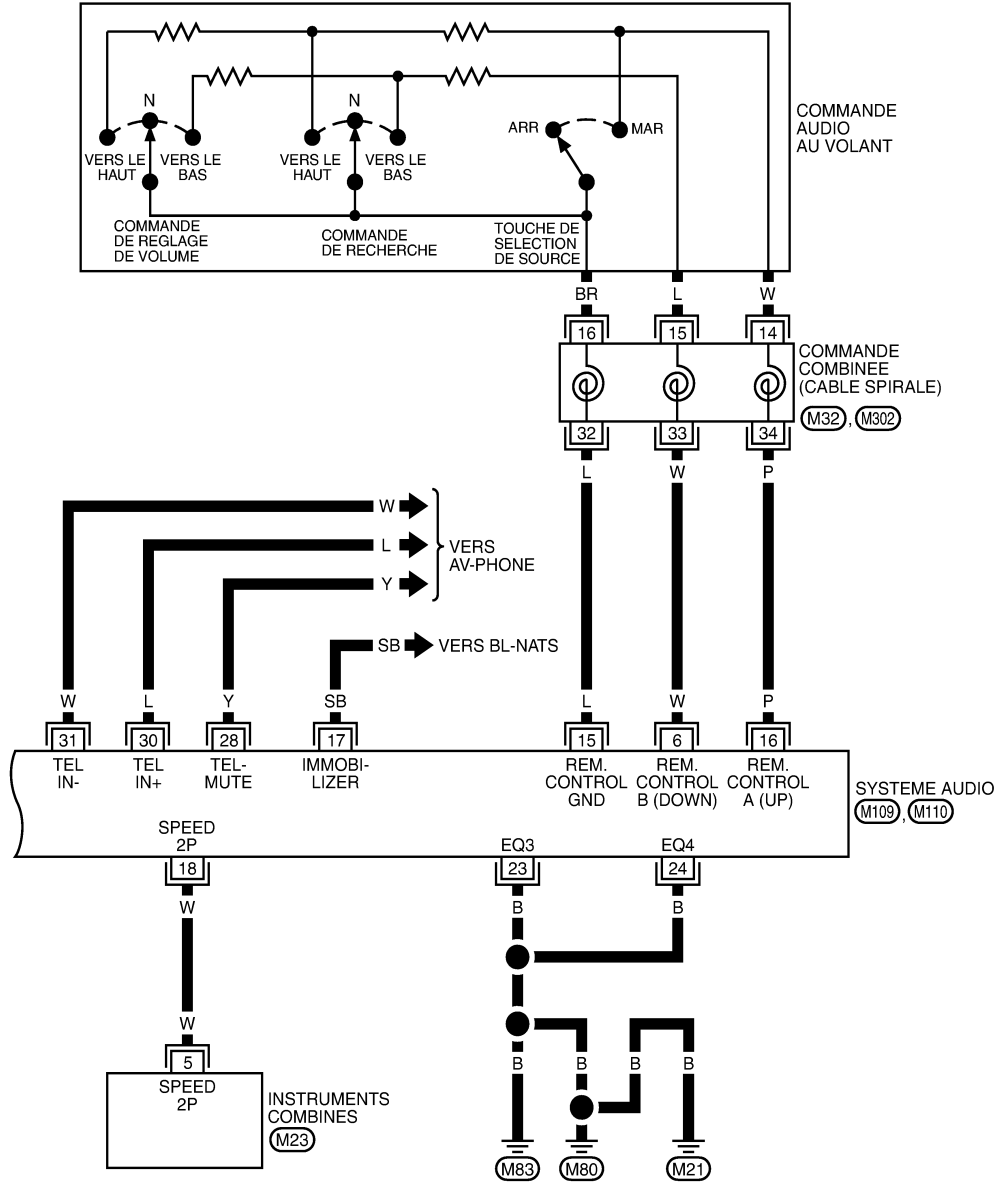 COMMANDE
AUDIO
AU VOLANT
N
N
ARR
MAR
VERS LE
HAUT
VERS LE
BAS
VERS LE
HAUT
VERS LE
BAS
COMMANDE
DE REGLAGE
DE VOLUME
COMMANDE
DE RECHERCHE
TOUCHE DE
SELECTION
DE SOURCE
BR
L
W
16
15
14
COMMANDE
COMBINEE
(CABLE SPIRALE)
M32, M302
32
33
34
L
W
P
W
L
Y
VERS
AV-PHONE
SB
VERS BL-NATS
W
L
Y
SB
L
W
P
31
30
28
17
15
6
16
TEL
IN-
TEL
IN+
TEL-
MUTE
IMMOBI-
LIZER
REM.
CONTROL
GND
REM.
CONTROL
B (DOWN)
REM.
CONTROL
A (UP)
SYSTEME AUDIO
M109, M110
SPEED
2P
EQ3
EQ4
18
23
24
W
B
B
W
5
SPEED
2P
INSTRUMENTS
COMBINES
M23
B
B
B
B
M83
M80
M21